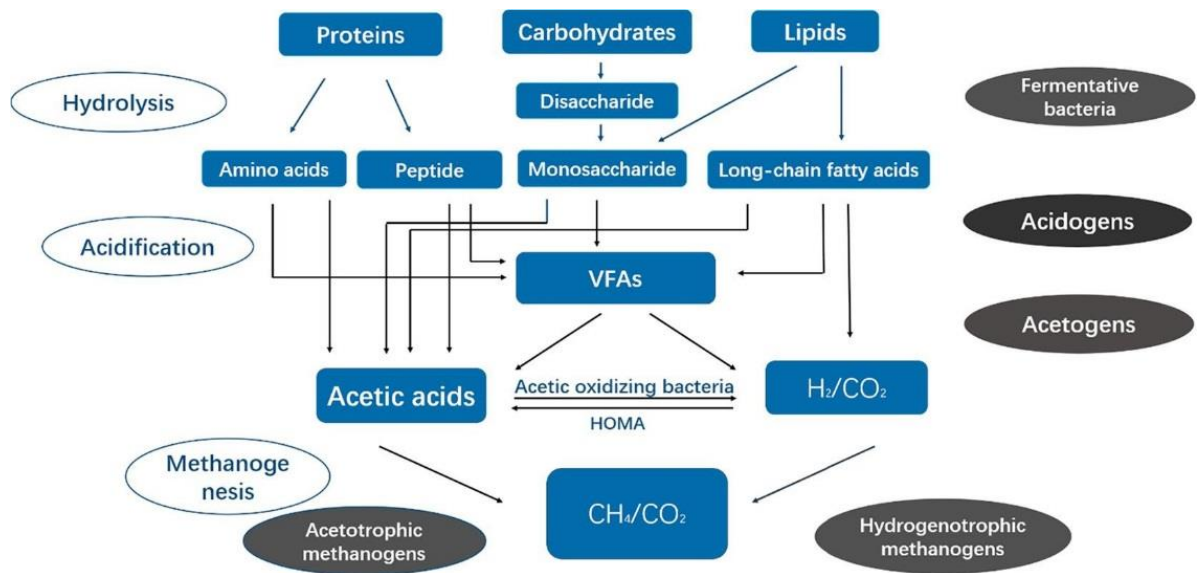 Proteins
Carbohydrates
Lipids
Hydrolysis
Disaccharide
Fermentative
bacteria
Amino acids
Peptide
Monosaccharide
Long-chain fatty acids
Acidification
Acidogens
VFAs
Acetogens
Acetic acids
Acetic oxidizing bacteria
HOMA
H₂/CO₂
Methanoge
nesis
CH₄/CO₂
Acetotrophic
methanogens
Hydrogenotrophic
methanogens